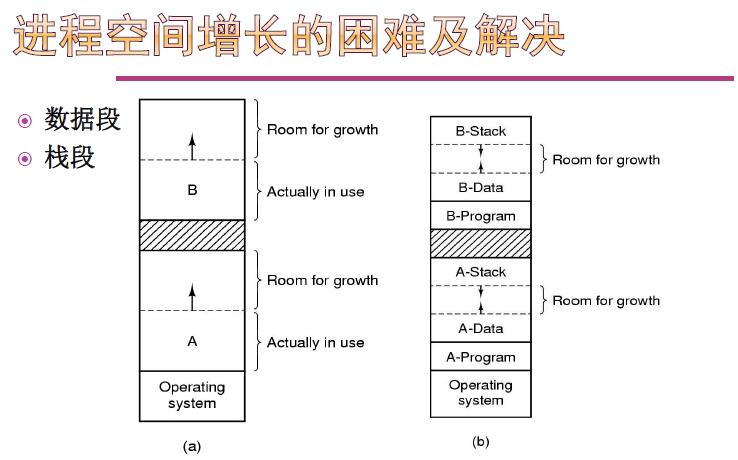 进程空间增长的困难及解决
数据段
栈段
Room for growth
B
Actually in use
Room for growth
A
Actually in use
Operating
system
(a)
B-Stack
Room for growth
B-Data
B-Program
A-Stack
Room for growth
A-Data
A-Program
Operating
system
(b)